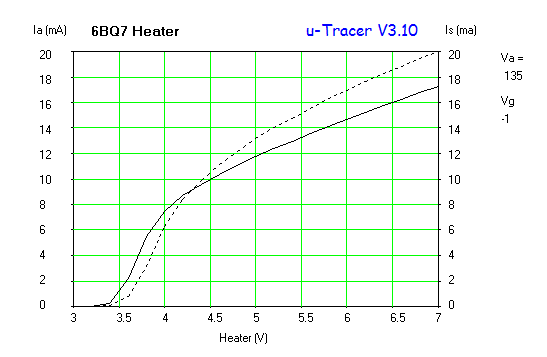 Ia (mA) 6BQ7 Heater u-Tracer V3.10 Is (ma)
20 20
Va =
18 18
135
16 16
Vg
14 14
-1
12 12
10 10
8 8
6 6
4 4
2 2
0 0
3 3.5 4 4.5 5 5.5 6 6.5 7
Heater (V)